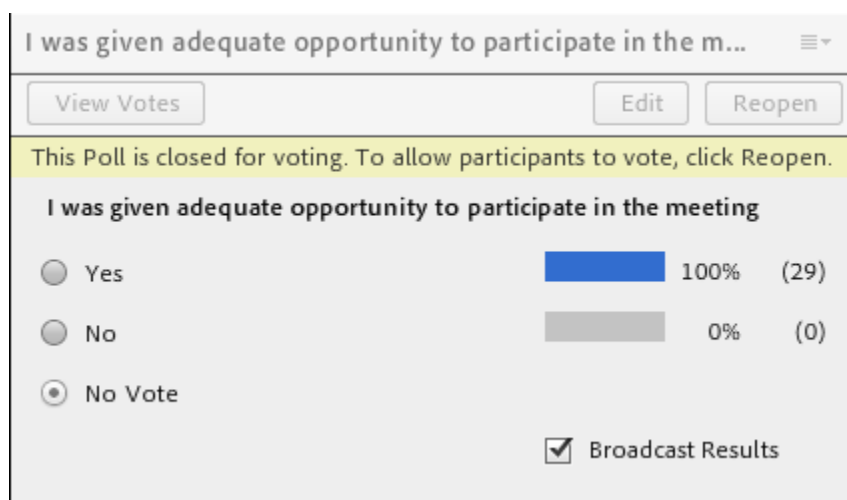 I was given adequate opportunity to participate in the m...
View Votes Edit Reopen
This Poll is closed for voting. To allow participants to vote, click Reopen.
I was given adequate opportunity to participate in the meeting
Yes 100% (29)
No 0% (0)
No Vote
Broadcast Results